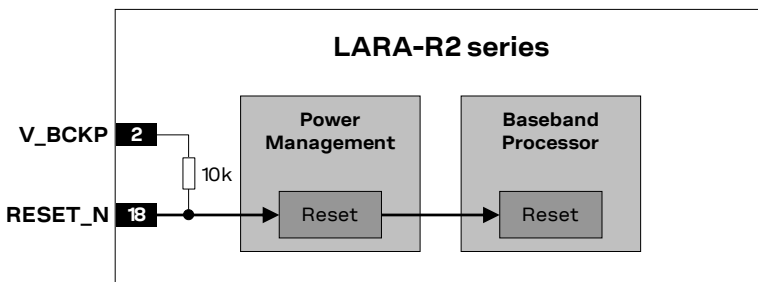 LARA-R2 series
Power
Management
Baseband
Processor
V_BCKP
2
10k
RESET_N
18
Reset
Reset